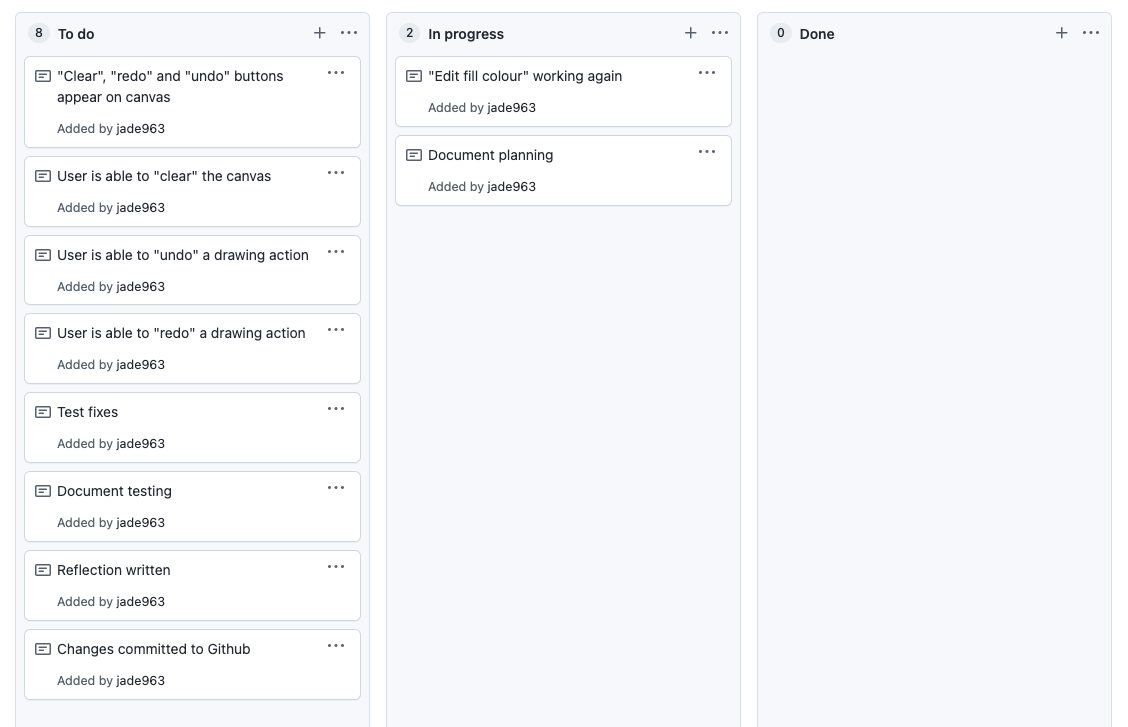 8 To do
"Clear", "redo" and "undo" buttons
appear on canvas
Added by jade963
User is able to "clear" the canvas
Added by jade963
User is able to "undo" a drawing action
Added by jade963
User is able to "redo" a drawing action
Added by jade963
Test fixes
Added by jade963
Document testing
Added by jade963
Reflection written
Added by jade963
Changes committed to Github
Added by jade963
2 In progress
"Edit fill colour" working again
Added by jade963
Document planning
Added by jade963
0 Done